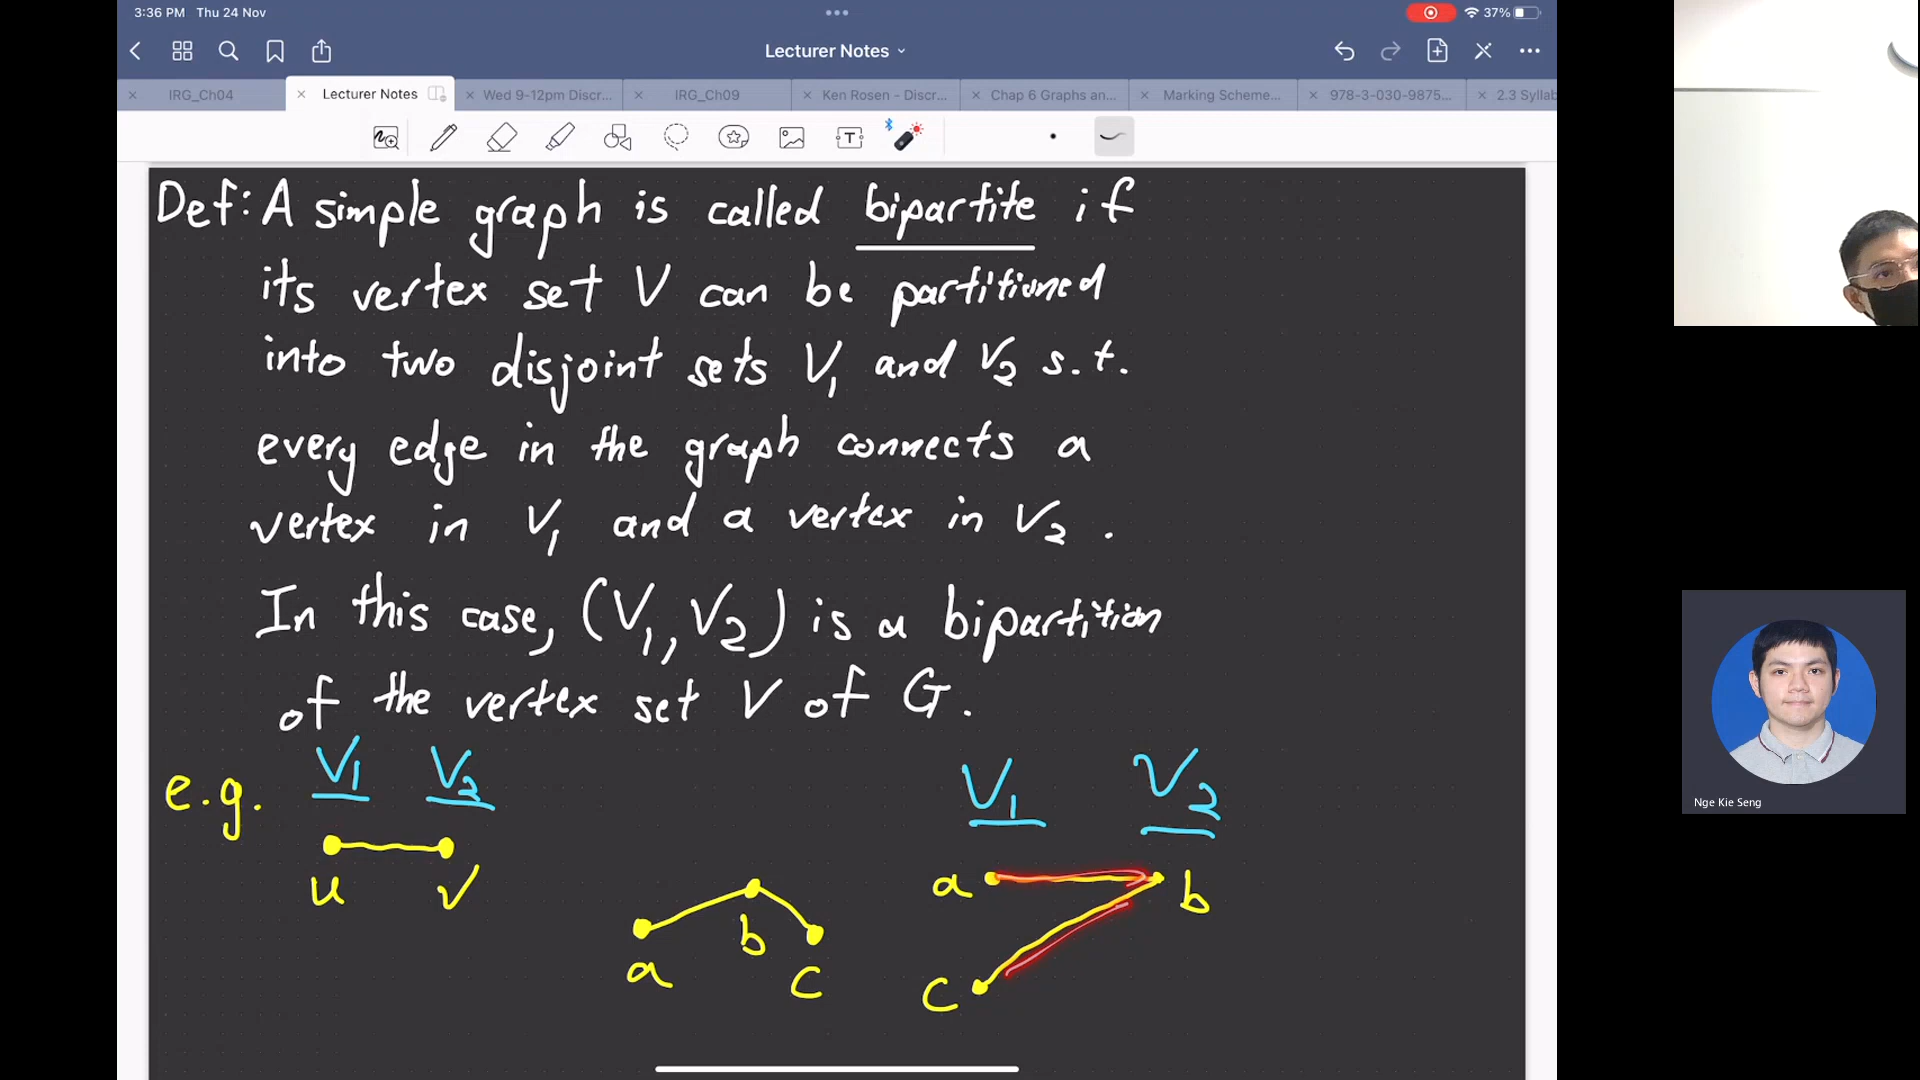 3:36 PM Thu 24 Nov
37%
Lecturer Notes
IRG_Ch04
Lecturer Notes
Wed 9-12pm Discr...
IRG_Ch09
Ken Rosen - Discr...
Chap 6 Graphs an...
Marking Scheme...
978-3-030-9875...
2.3 Syllab
Def: A simple graph is called bipartite if
its vertex set V can be partitioned
into two disjoint sets V₁ and V₂ s.t.
every edge in the graph connects a
vertex in V₁ and a vertex in V₂.
In this case, (V₁, V₂) is a bipartition
of the vertex set V of G.
e.g. V₁ V₂
u v
a b c
V₁ V₂
a b
c
Nge Kie Seng